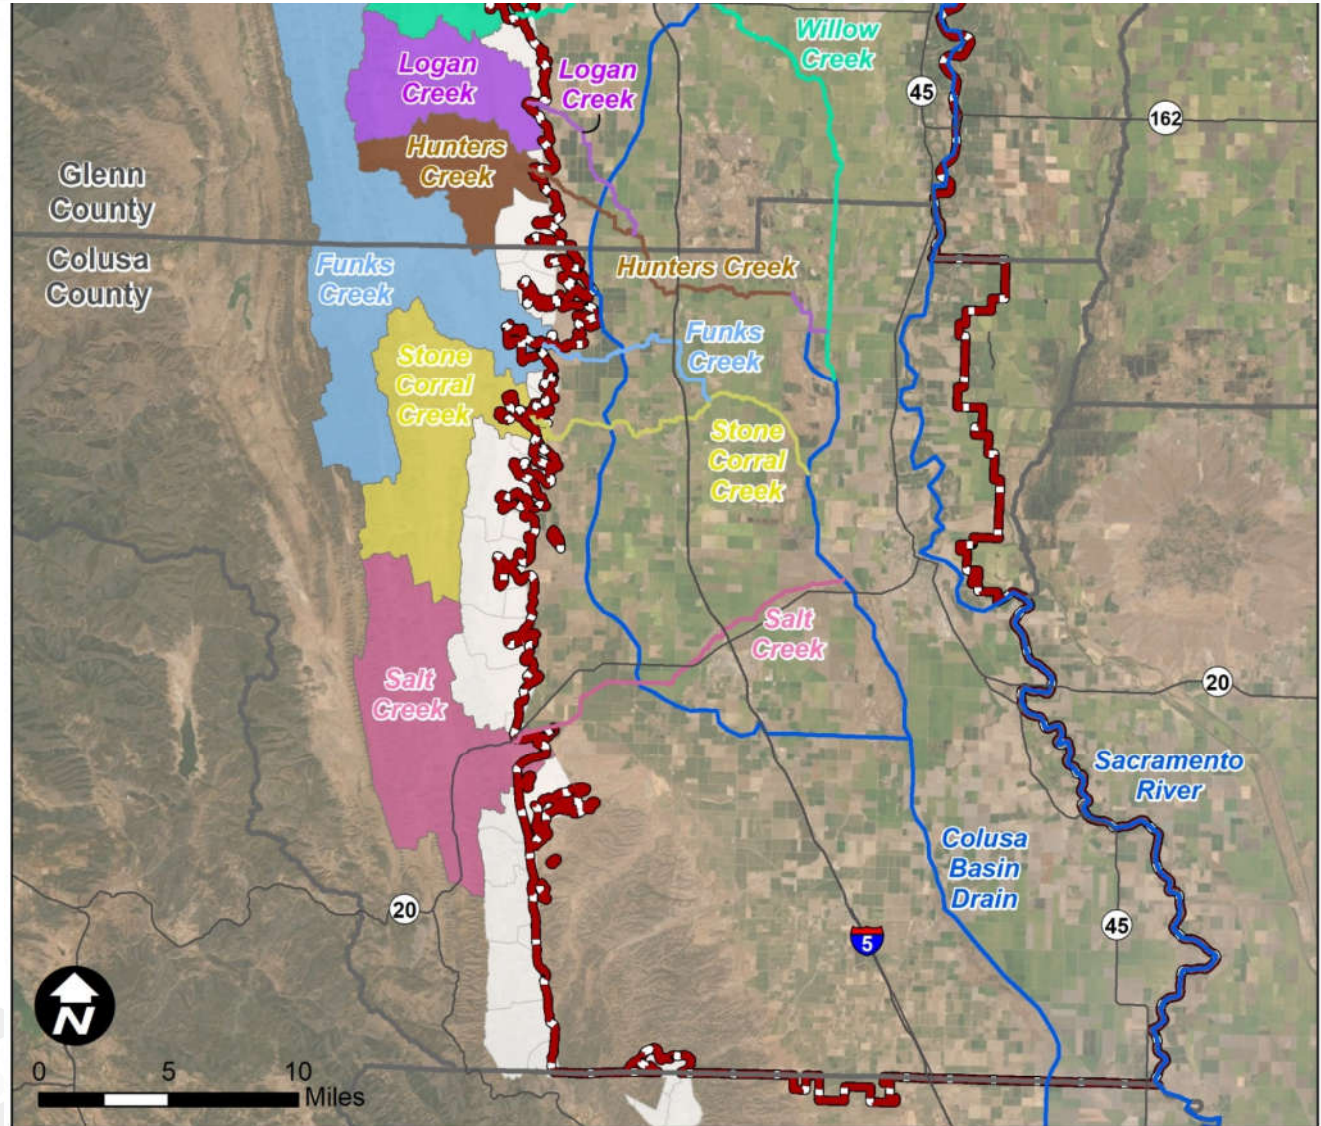 Willow
Creek
Logan
Creek
Logan
Creek
45
162
Hunters
Creek
Glenn
County
Colusa
County
Funks
Creek
Hunters Creek
Funks
Creek
Stone
Corral
Creek
Stone
Corral
Creek
Salt
Creek
Salt
Creek
20
Sacramento
River
Colusa
Basin
Drain
20
45
5
N
0 5 10
Miles